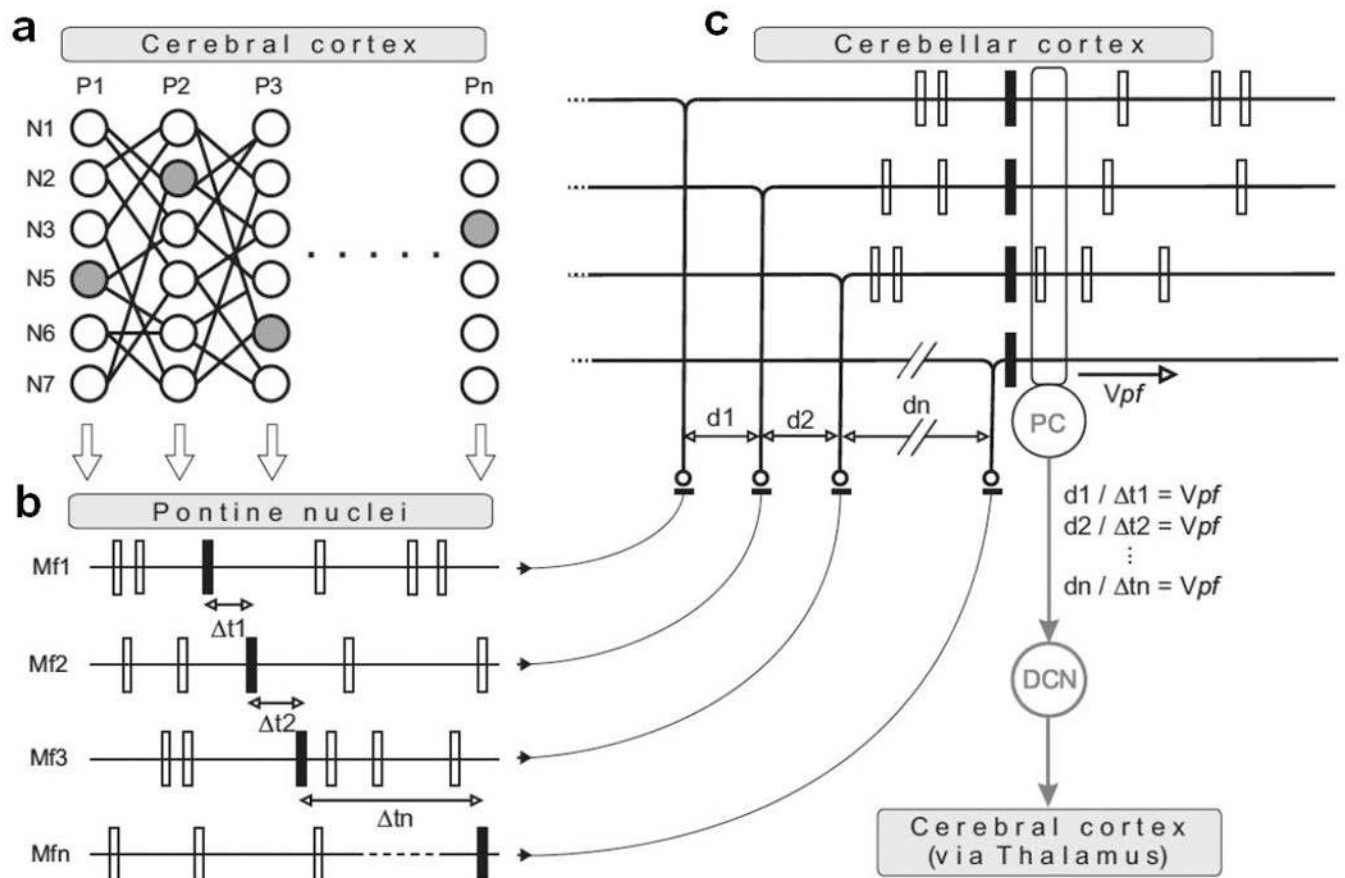 a
Cerebral cortex
P1 P2 P3 Pn
N1
N2
N3
N5
N6
N7
b
Pontine nuclei
Mf1
Δt1
Mf2
Δt2
Mf3
Δtn
Mfn
c
Cerebellar cortex
Vpf
d1 d2 dn
PC
d1 / Δt1 = Vpf
d2 / Δt2 = Vpf
⋮
dn / Δtn = Vpf
DCN
Cerebral cortex
(via Thalamus)